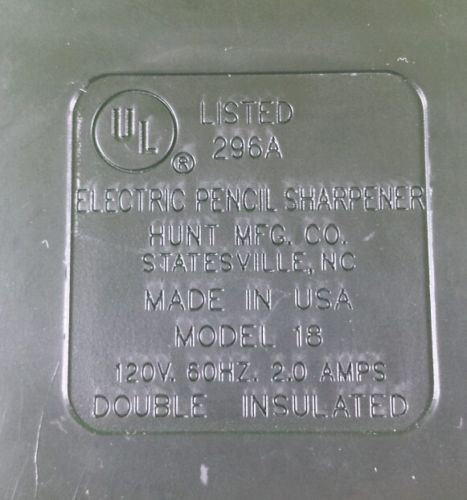 UL LISTED
® 296A
ELECTRIC PENCIL SHARPENER
HUNT MFG. CO.
STATESVILLE, NC
MADE IN USA
MODEL 18
120V. 60HZ. 2.0 AMPS
DOUBLE INSULATED